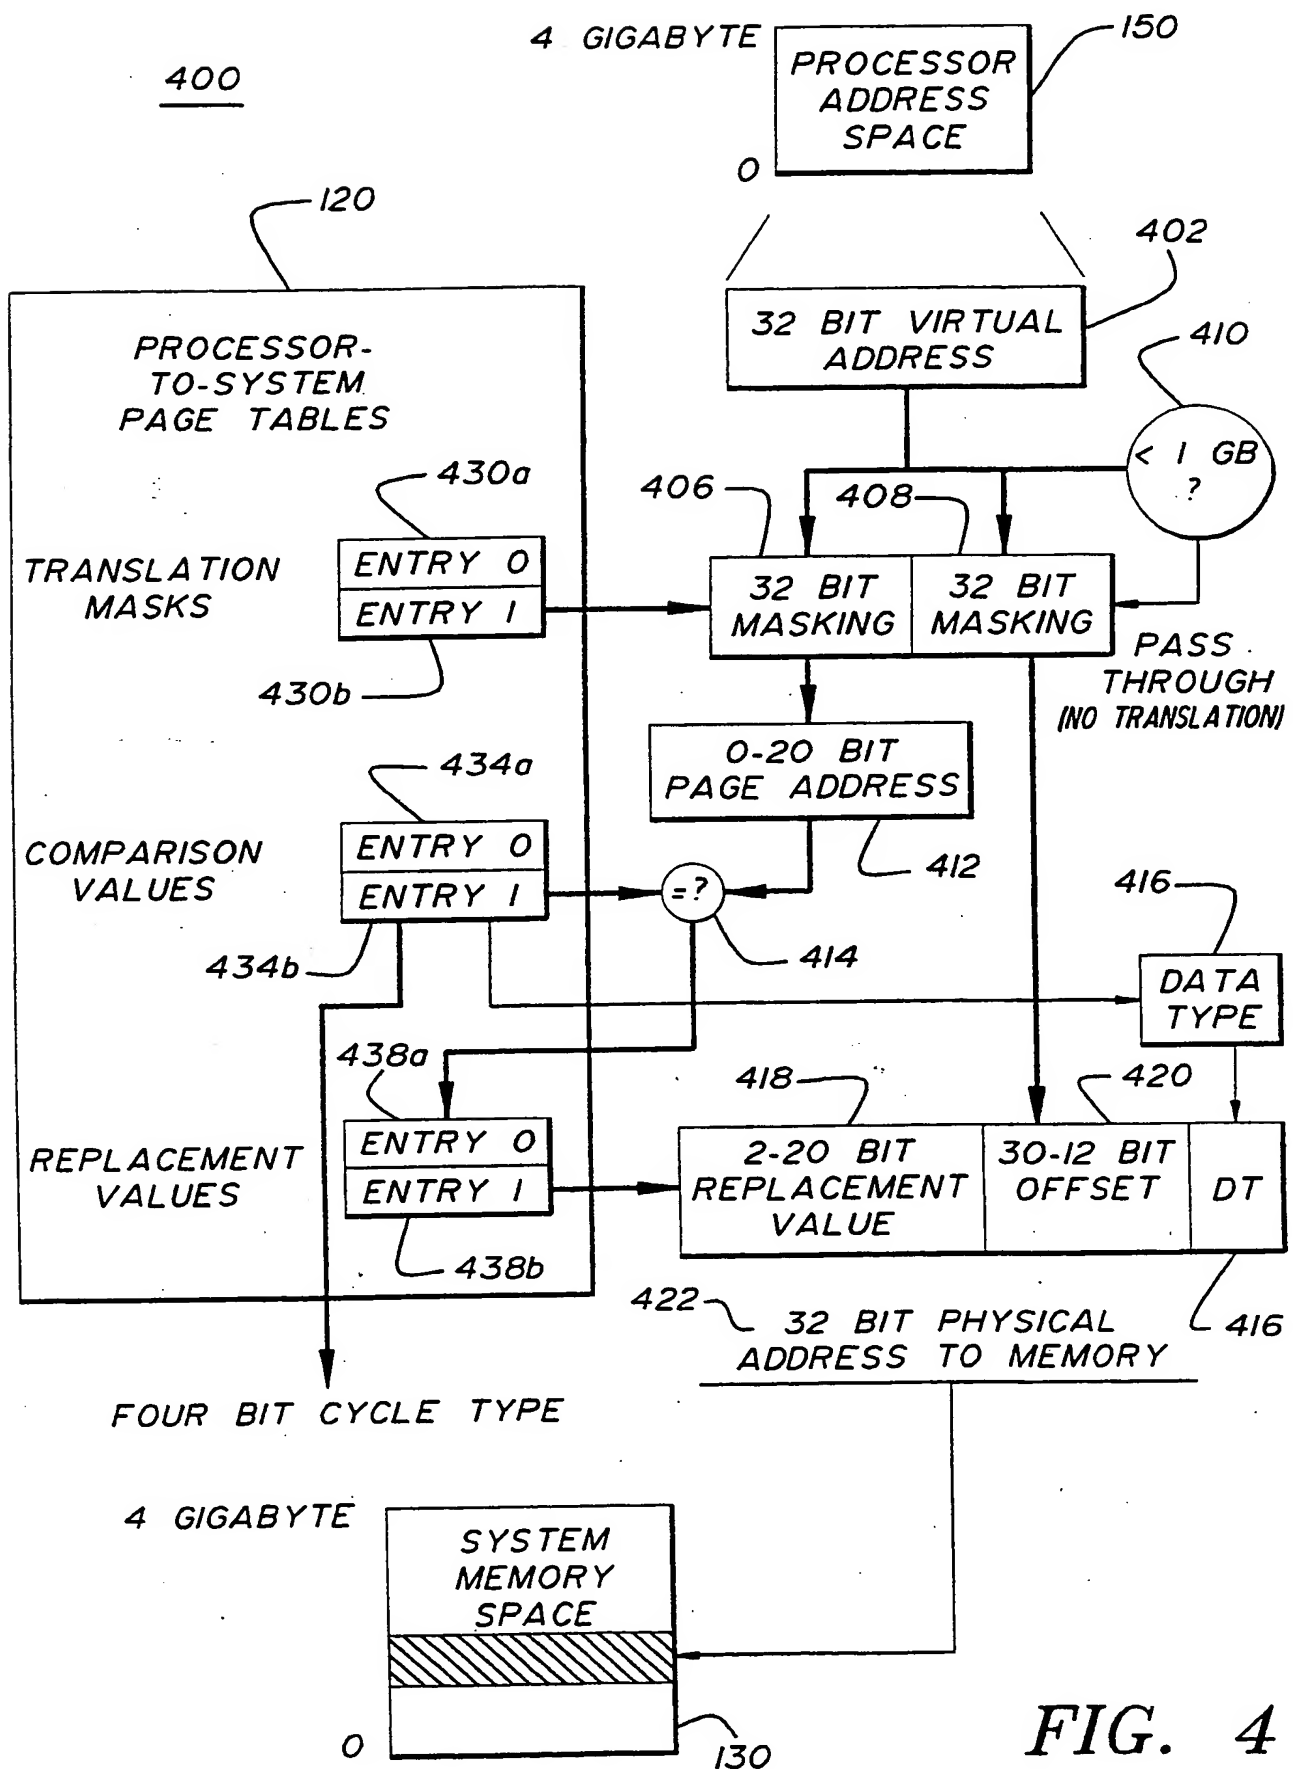 4 GIGABYTE
150
400
PROCESSOR
ADDRESS
SPACE
0
120
402
32 BIT VIRTUAL
ADDRESS
410
PROCESSOR-
TO-SYSTEM
PAGE TABLES
< 1 GB
?
430a
406
408
TRANSLATION
MASKS
ENTRY 0
ENTRY 1
32 BIT
MASKING
32 BIT
MASKING
430b
PASS
THROUGH
(NO TRANSLATION)
0-20 BIT
PAGE ADDRESS
434a
COMPARISON
VALUES
ENTRY 0
ENTRY 1
=?
412
416
434b
414
DATA
TYPE
438a
418
420
REPLACEMENT
VALUES
ENTRY 0
ENTRY 1
2-20 BIT
REPLACEMENT
VALUE
30-12 BIT
OFFSET
DT
438b
422
32 BIT PHYSICAL
ADDRESS TO MEMORY
416
FOUR BIT CYCLE TYPE
4 GIGABYTE
SYSTEM
MEMORY
SPACE
0
130
FIG. 4